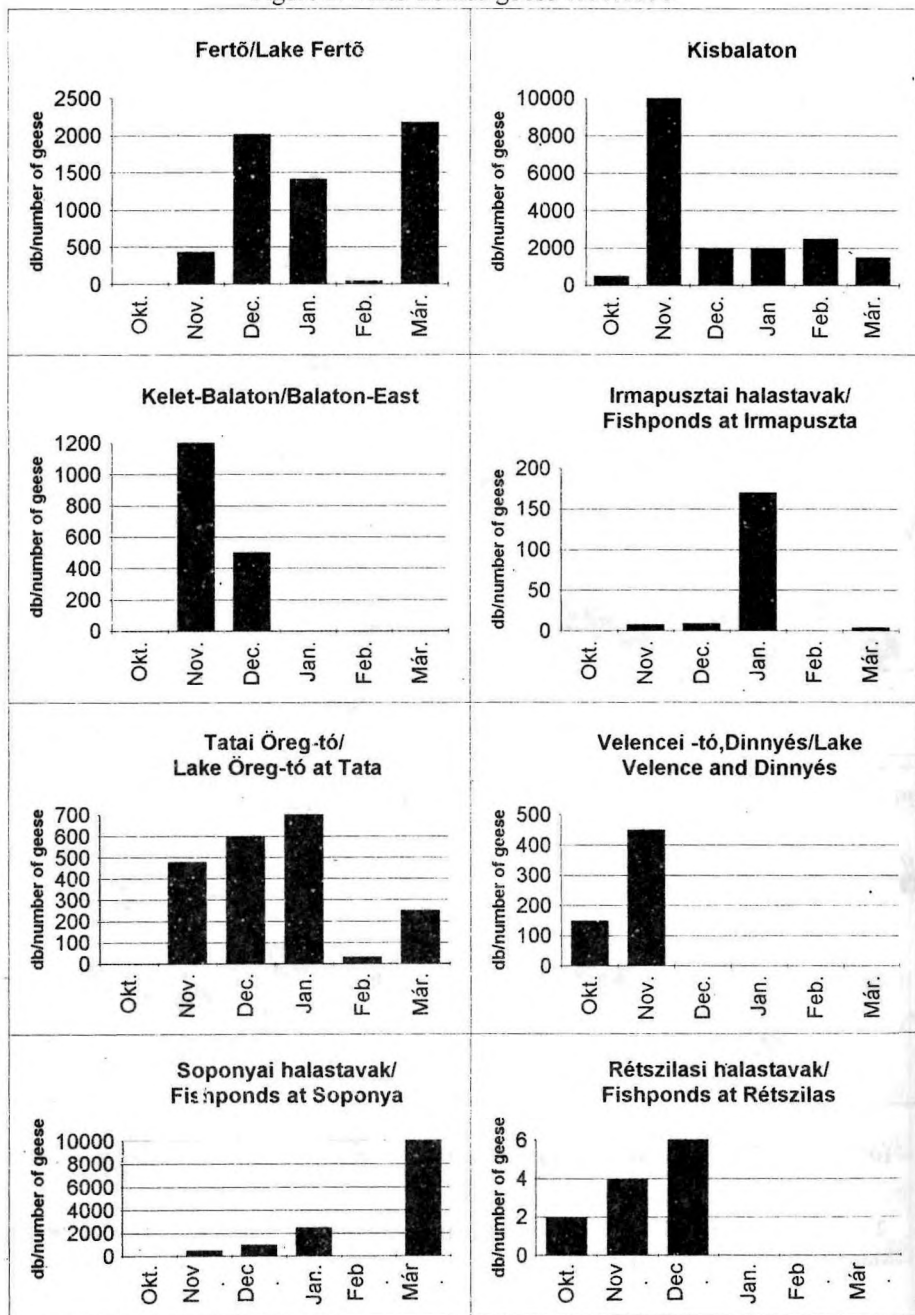 Fertõ/Lake Fertõ
db/number of geese
2500
2000
1500
1000
500
0
Okt.
Nov.
Dec.
Jan.
Feb.
Már.
Kisbalaton
db/number of geese
10000
8000
6000
4000
2000
0
Okt.
Nov.
Dec.
Jan
Feb.
Már.
Kelet-Balaton/Balaton-East
db/number of geese
1200
1000
800
600
400
200
0
Okt.
Nov.
Dec.
Jan.
Feb.
Már.
Irmapusztai halastavak/
Fishponds at Irmapuszta
db/number of geese
200
150
100
50
0
Okt.
Nov.
Dec.
Jan.
Feb.
Már.
Tatai Öreg-tó/
Lake Öreg-tó at Tata
db/number of geese
700
600
500
400
300
200
100
0
Okt.
Nov.
Dec.
Jan.
Feb.
Már.
Velencei -tó,Dinnyés/Lake
Velence and Dinnyés
db/number of geese
500
400
300
200
100
0
Okt.
Nov.
Dec.
Jan.
Feb.
Már.
Soponyai halastavak/
Fishponds at Soponya
db/number of geese
10000
8000
6000
4000
2000
0
Okt.
Nov
Dec.
Jan.
Feb
Már
Rétszilasi halastavak/
Fishponds at Rétszilas
db/number of geese
6
4
2
0
Okt.
Nov
Dec
Jan.
Feb
Már.